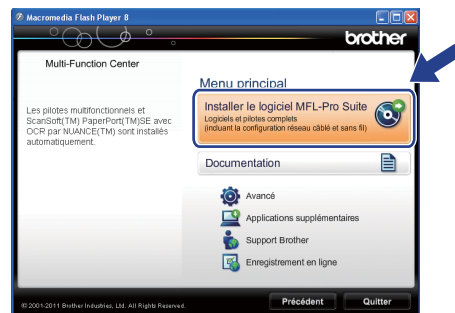 Macromedia Flash Player 8
brother
Multi-Function Center
Menu principal
Les pilotes multifonctionnels et
ScanSoft(TM) PaperPort(TM)SE avec
OCR par NUANCE(TM) sont installés
automatiquement.
Installer le logiciel MFL-Pro Suite
Logiciels et pilotes complets
(incluant la configuration réseau câblé et sans fil)
Documentation
Avancé
Applications supplémentaires
Support Brother
Enregistrement en ligne
© 2001-2011 Brother Industries, Ltd. All Rights Reserved.
Précédent
Quitter